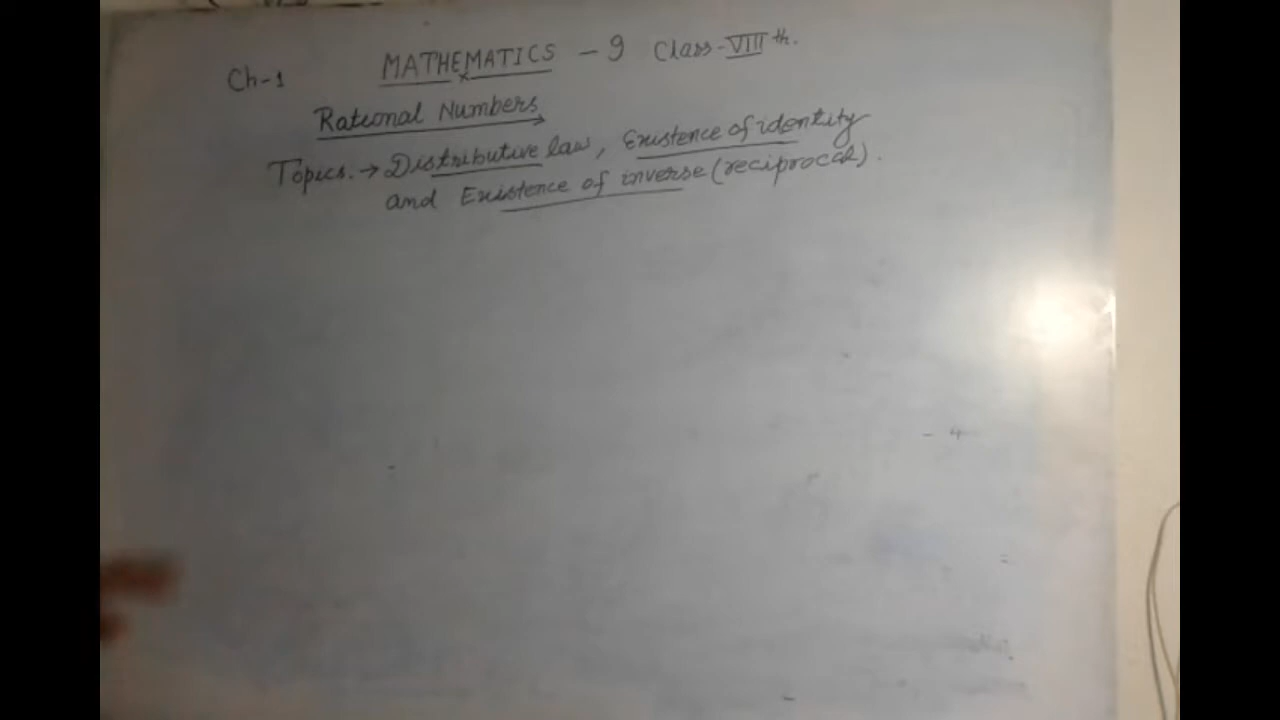 Ch-1 MATHEMATICS - 9 Class-VIII th.
Rational Numbers
Topics. → Distributive law, Existence of identity
and Existence of inverse (reciprocal).